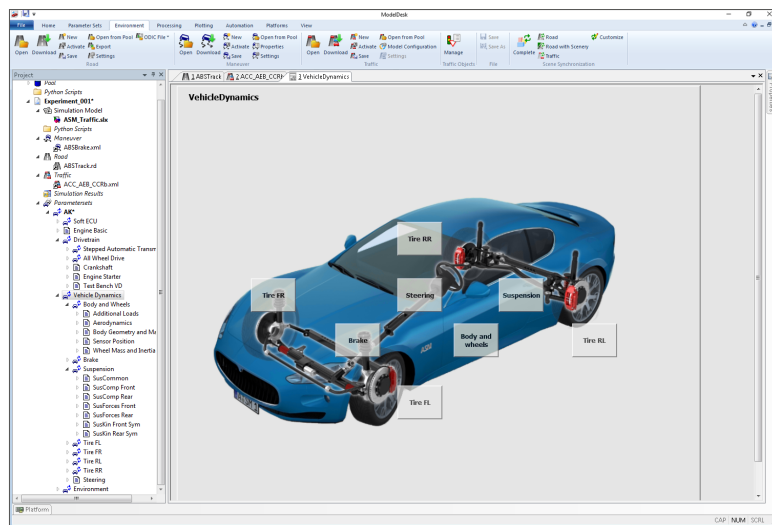 ModelDesk
File Home Parameter Sets Environment Processing Plotting Automation Platforms View
Open Download New Activate Save Open from Pool Export Settings ODIC File
Road
Open Download New Activate Save Open from Pool Properties Settings
Maneuver
Open Download New Activate Save Open from Pool Model Configuration Settings
Traffic
Manage
Traffic Objects
Save
Save As
File
Complete Road Road with Scenery Traffic Customize
Scene Synchronization
Project
1 ABSTrack 2 ACC_AEB_CCRb 3 VehicleDynamics
Properties
Pool
Python Scripts
Experiment_001*
Simulation Model
ASM_Traffic.slx
Python Scripts
Maneuver
ABSBrake.xml
Road
ABSTrack.rd
Traffic
ACC_AEB_CCRb.xml
Simulation Results
Parametersets
AK*
Soft ECU
Engine Basic
Drivetrain
Stepped Automatic Transm
All Wheel Drive
Crankshaft
Engine Starter
Test Bench VD
Vehicle Dynamics
Body and Wheels
Additional Loads
Aerodynamics
Body Geometry and Ma
Sensor Position
Wheel Mass and Inertia
Brake
Suspension
SusCommon
SusComp Front
SusComp Rear
SusForces Front
SusForces Rear
SusKin Front Sym
SusKin Rear Sym
Tire FL
Tire FR
Tire RL
Tire RR
Steering
Environment
VehicleDynamics
Tire RR
Tire FR
Steering
Suspension
Brake
Body and
wheels
Tire RL
Tire FL
ASM
Platform
CAP NUM SCRL